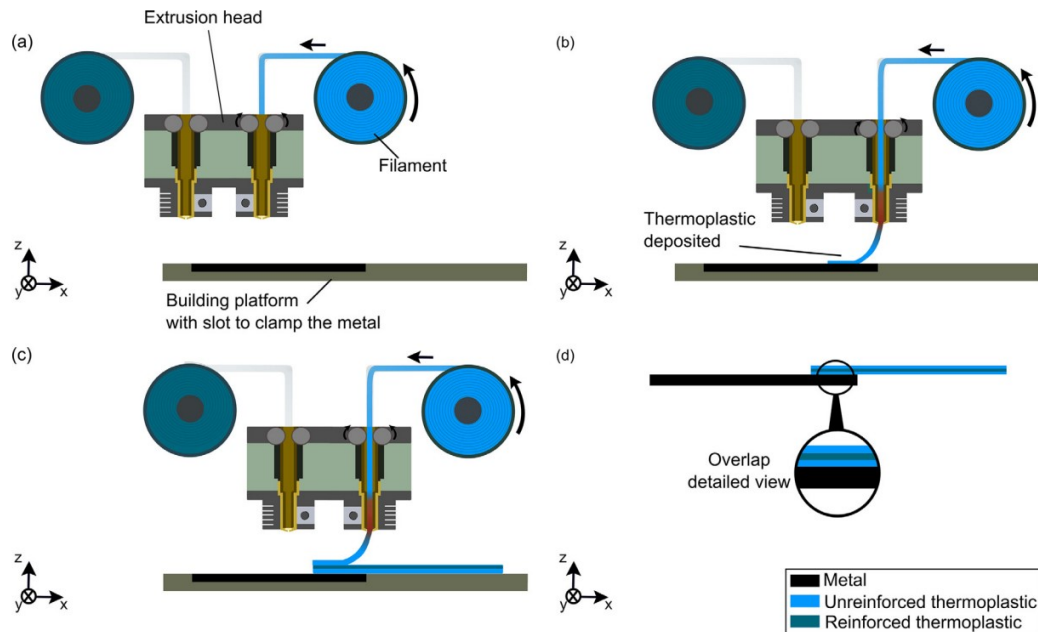 (a)
Extrusion head
Filament
z
y
x
Building platform
with slot to clamp the metal
(b)
Thermoplastic
deposited
z
y
x
(c)
z
y
x
(d)
Overlap
detailed view
z
y
x
Metal
Unreinforced thermoplastic
Reinforced thermoplastic